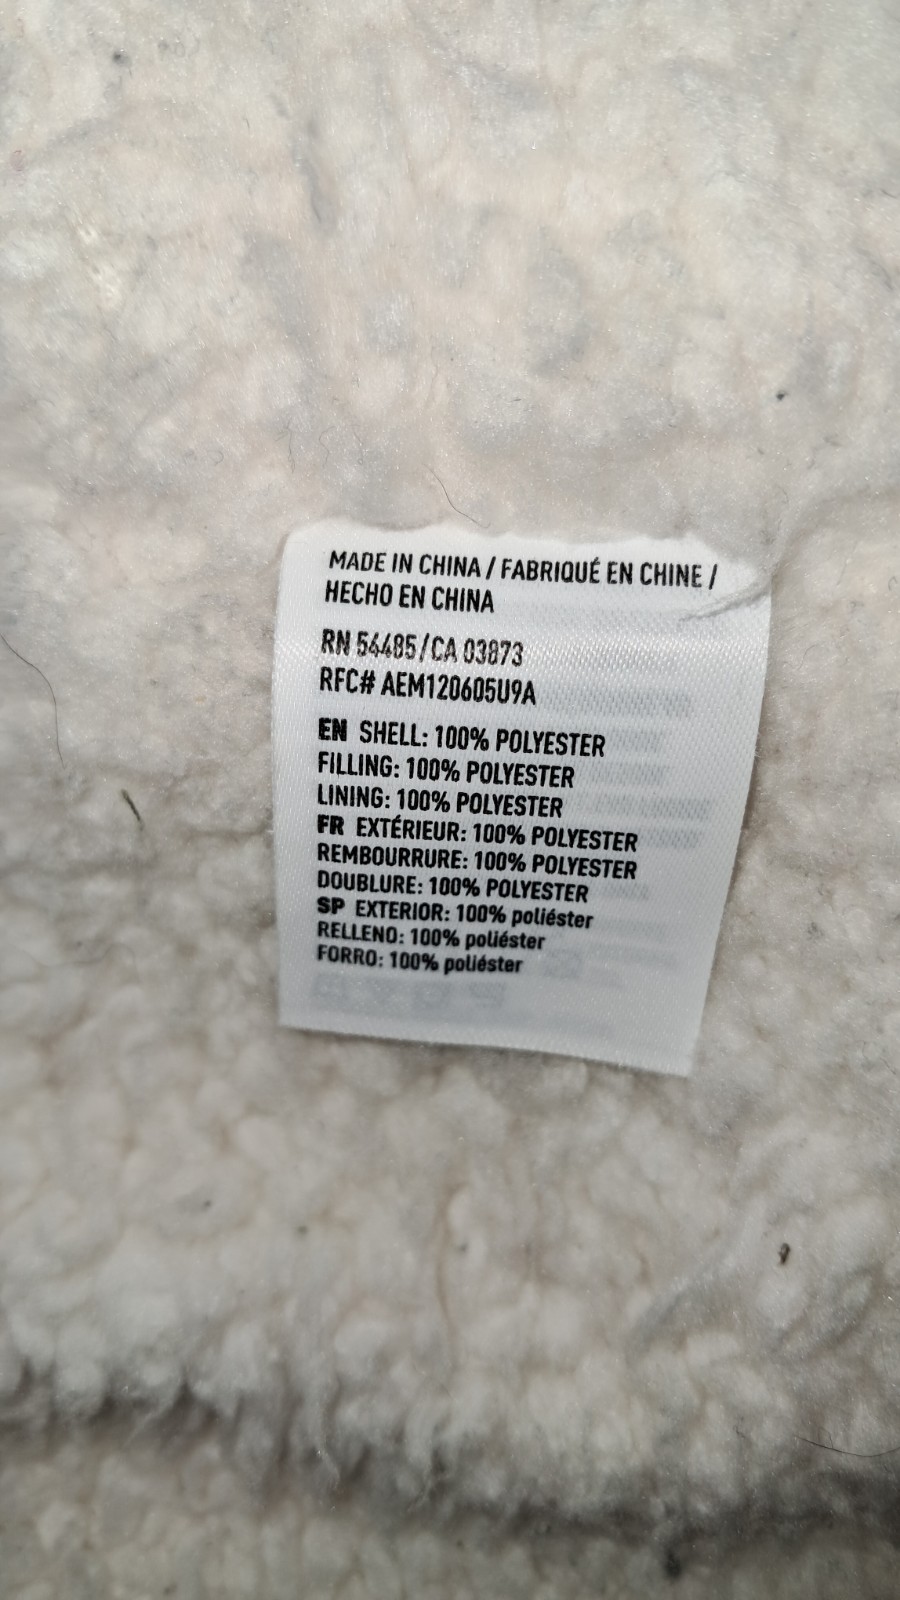 MADE IN CHINA / FABRIQUÉ EN CHINE /
HECHO EN CHINA
RN 54485/CA 03873
RFC# AEM120605U9A
EN SHELL: 100% POLYESTER
FILLING: 100% POLYESTER
LINING: 100% POLYESTER
FR EXTÉRIEUR: 100% POLYESTER
REMBOURRURE: 100% POLYESTER
DOUBLURE: 100% POLYESTER
SP EXTERIOR: 100% poliéster
RELLENO: 100% poliéster
FORRO: 100% poliéster